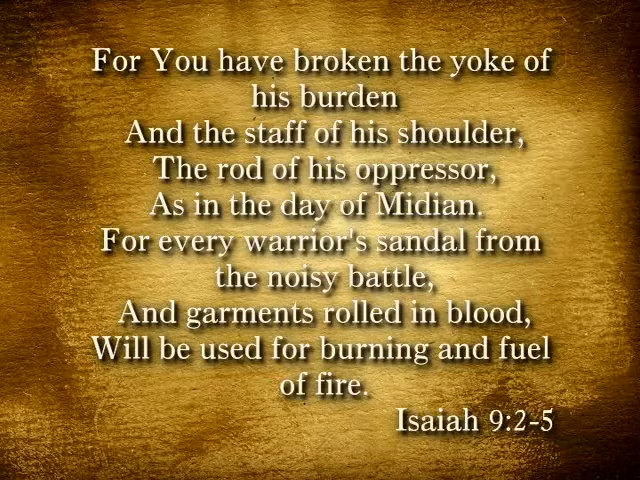 For You have broken the yoke of
his burden
And the staff of his shoulder,
The rod of his oppressor,
As in the day of Midian.
For every warrior's sandal from
the noisy battle,
And garments rolled in blood,
Will be used for burning and fuel
of fire.
Isaiah 9:2-5